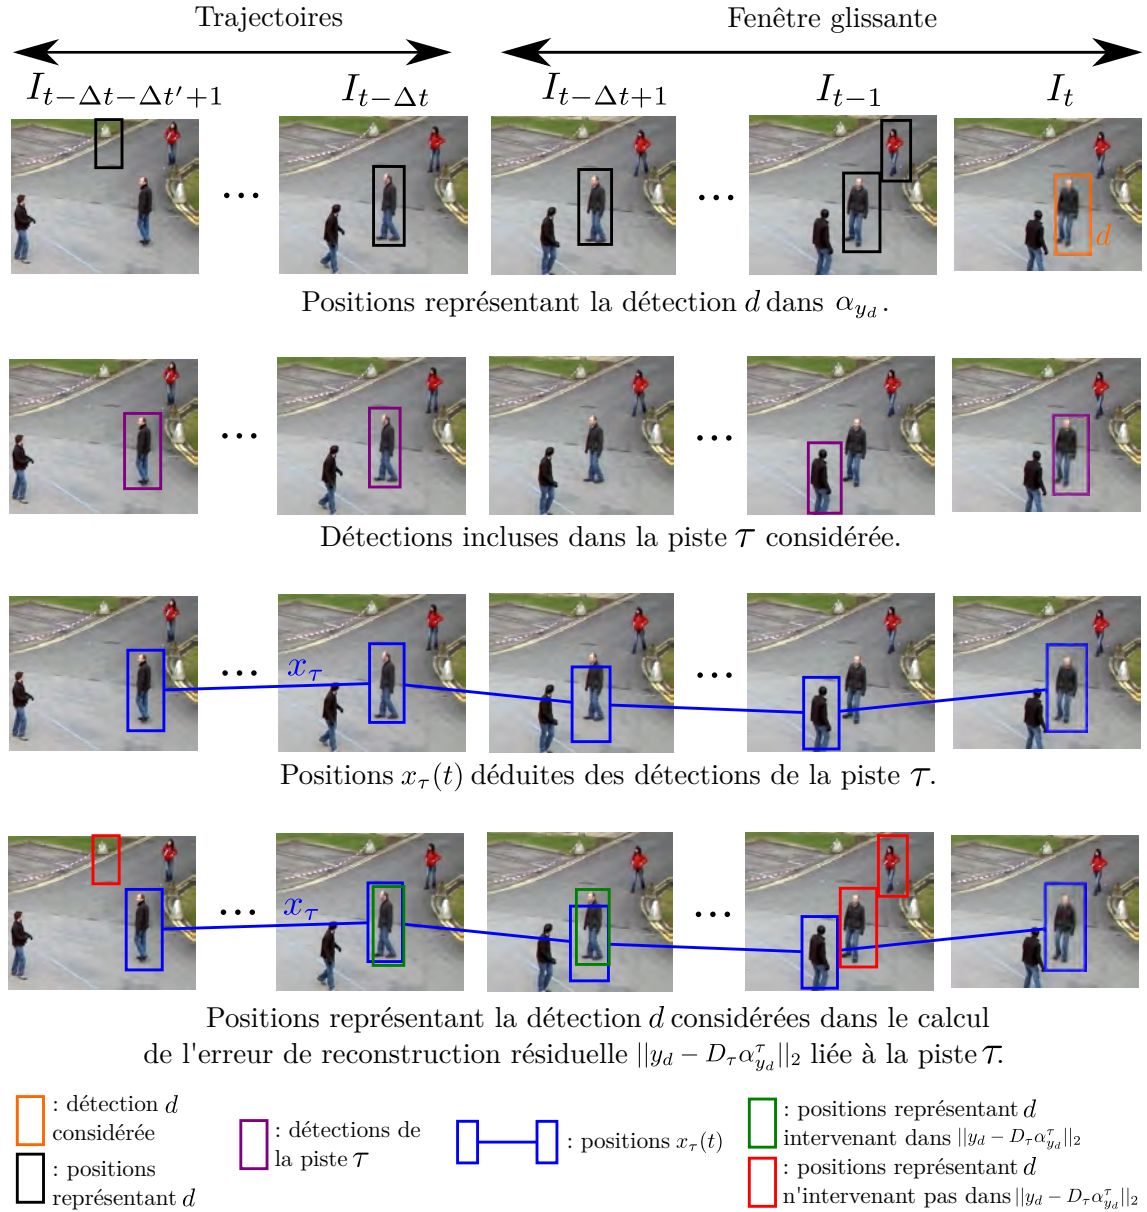 Trajectoires
Fenêtre glissante
I_{t−Δt−Δt′+1}
I_{t−Δt}
I_{t−Δt+1}
I_{t−1}
I_t
...
...
d
Positions représentant la détection d dans α_{y_d}.
...
...
Détections incluses dans la piste τ considérée.
...
x_τ
...
Positions x_τ(t) déduites des détections de la piste τ.
...
x_τ
...
Positions représentant la détection d considérées dans le calcul
de l'erreur de reconstruction résiduelle ||y_d − D_τ α^τ_{y_d}||_2 liée à la piste τ.
: détection d
considérée
: positions
représentant d
: détections de
la piste τ
: positions x_τ(t)
: positions représentant d
intervenant dans ||y_d − D_τ α^τ_{y_d}||_2
: positions représentant d
n'intervenant pas dans ||y_d − D_τ α^τ_{y_d}||_2